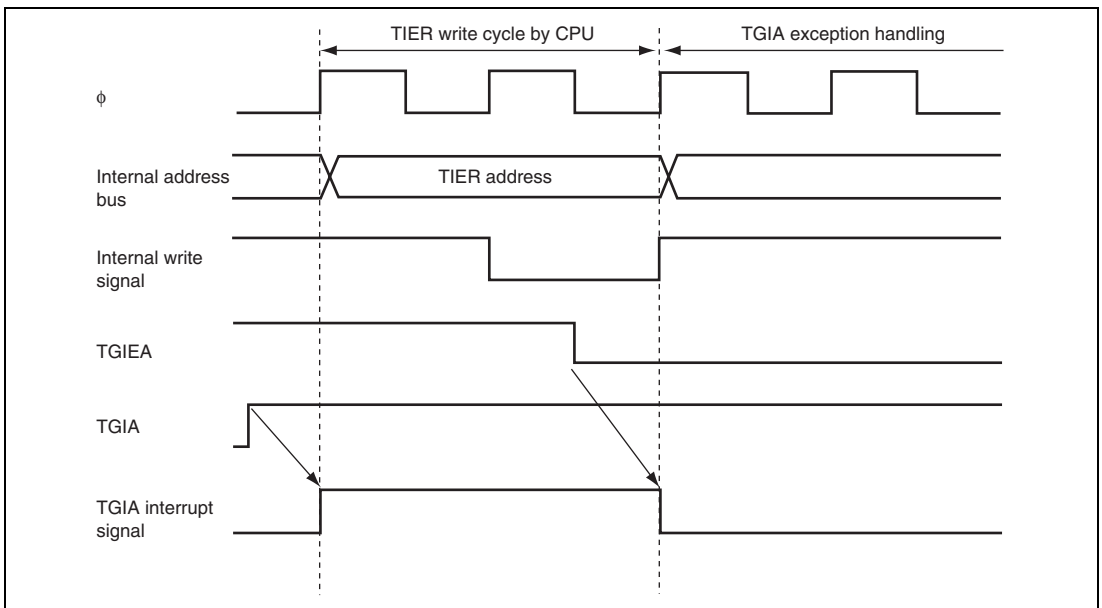 TIER write cycle by CPU
TGIA exception handling
ϕ
Internal address
bus
TIER address
Internal write
signal
TGIEA
TGIA
TGIA interrupt
signal